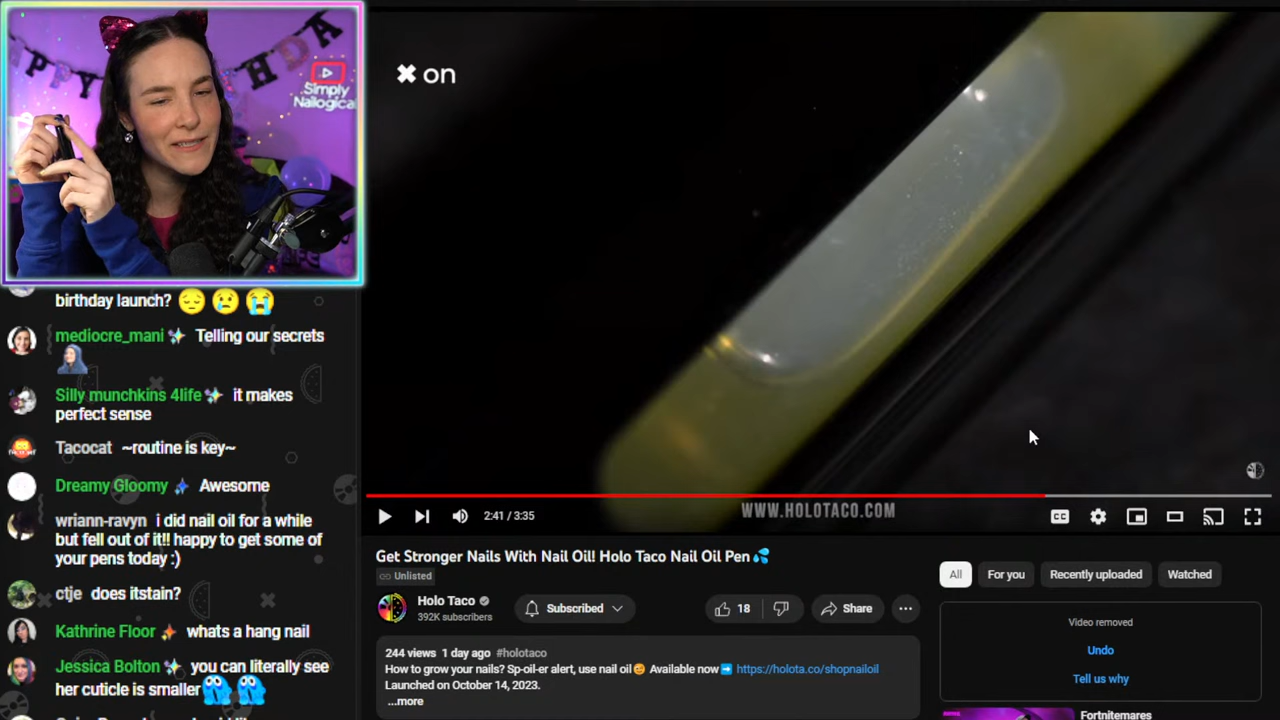 HAPPY
HDA
Simply
Nailogical
✖ on
birthday launch? 😔 😢 😭
mediocre_mani ✨ Telling our secrets
Silly munchkins 4life ✨ it makes
perfect sense
Tacocat ~routine is key~
Dreamy Gloomy Awesome
wriann-ravyn i did nail oil for a while
but fell out of it!! happy to get some of
your pens today :)
ctje does itstain?
Kathrine Floor whats a hang nail
Jessica Bolton ✨ you can literally see
her cuticle is smaller
2:41 / 3:35
WWW.HOLOTACO.COM
CC
Get Stronger Nails With Nail Oil! Holo Taco Nail Oil Pen 💦
Unlisted
Holo Taco
392K subscribers
Subscribed
18
Share
244 views 1 day ago #holotaco
How to grow your nails? Sp-oil-er alert, use nail oil Available now ➡ https://holota.co/shopnailoil
Launched on October 14, 2023.
...more
All
For you
Recently uploaded
Watched
Video removed
Undo
Tell us why
Fortnitemares